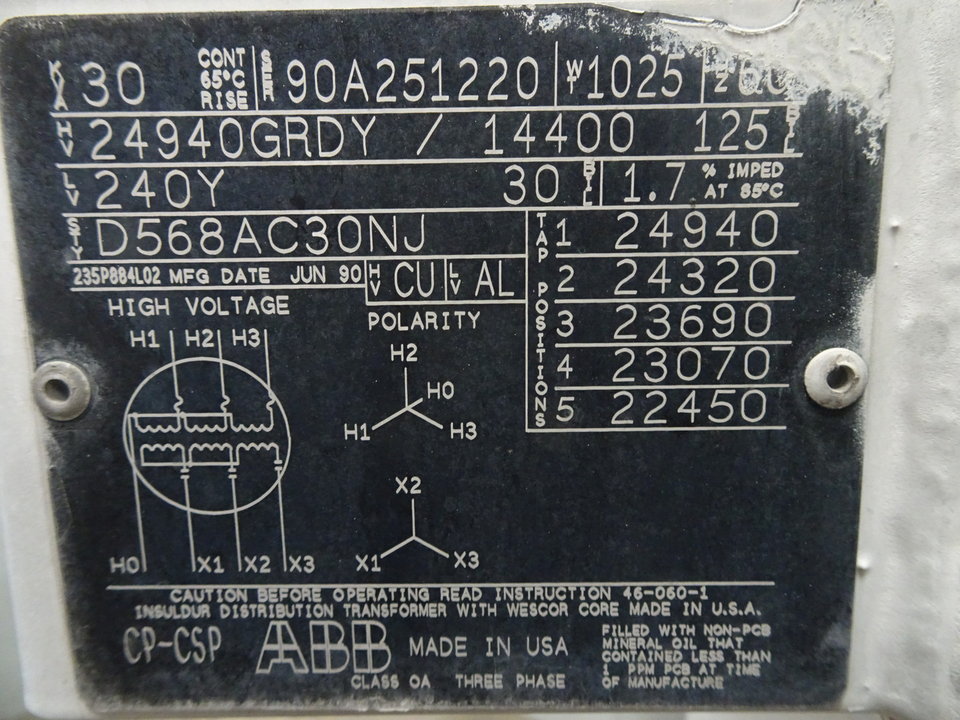 KVA 30 CONT 65°C RISE SER 90A251220 WT 1025 HZ 60
HV 24940GRDY / 14400 125 BIL
LV 240Y 30 BIL 1.7 % IMPED AT 85°C
STY D568AC30NJ
235P884L02 MFG DATE JUN 90 HV CU LV AL
TAP POSITIONS
1 24940
2 24320
3 23690
4 23070
5 22450
HIGH VOLTAGE
H1 H2 H3
H0 X1 X2 X3
POLARITY
H2
H0
H1 H3
X2
X1 X3
CAUTION BEFORE OPERATING READ INSTRUCTION 46-060-1
INSULDUR DISTRIBUTION TRANSFORMER WITH WESCOR CORE MADE IN U.S.A.
CP-CSP ABB MADE IN USA
CLASS OA THREE PHASE
FILLED WITH NON-PCB
MINERAL OIL THAT
CONTAINED LESS THAN
1 PPM PCB AT TIME
OF MANUFACTURE